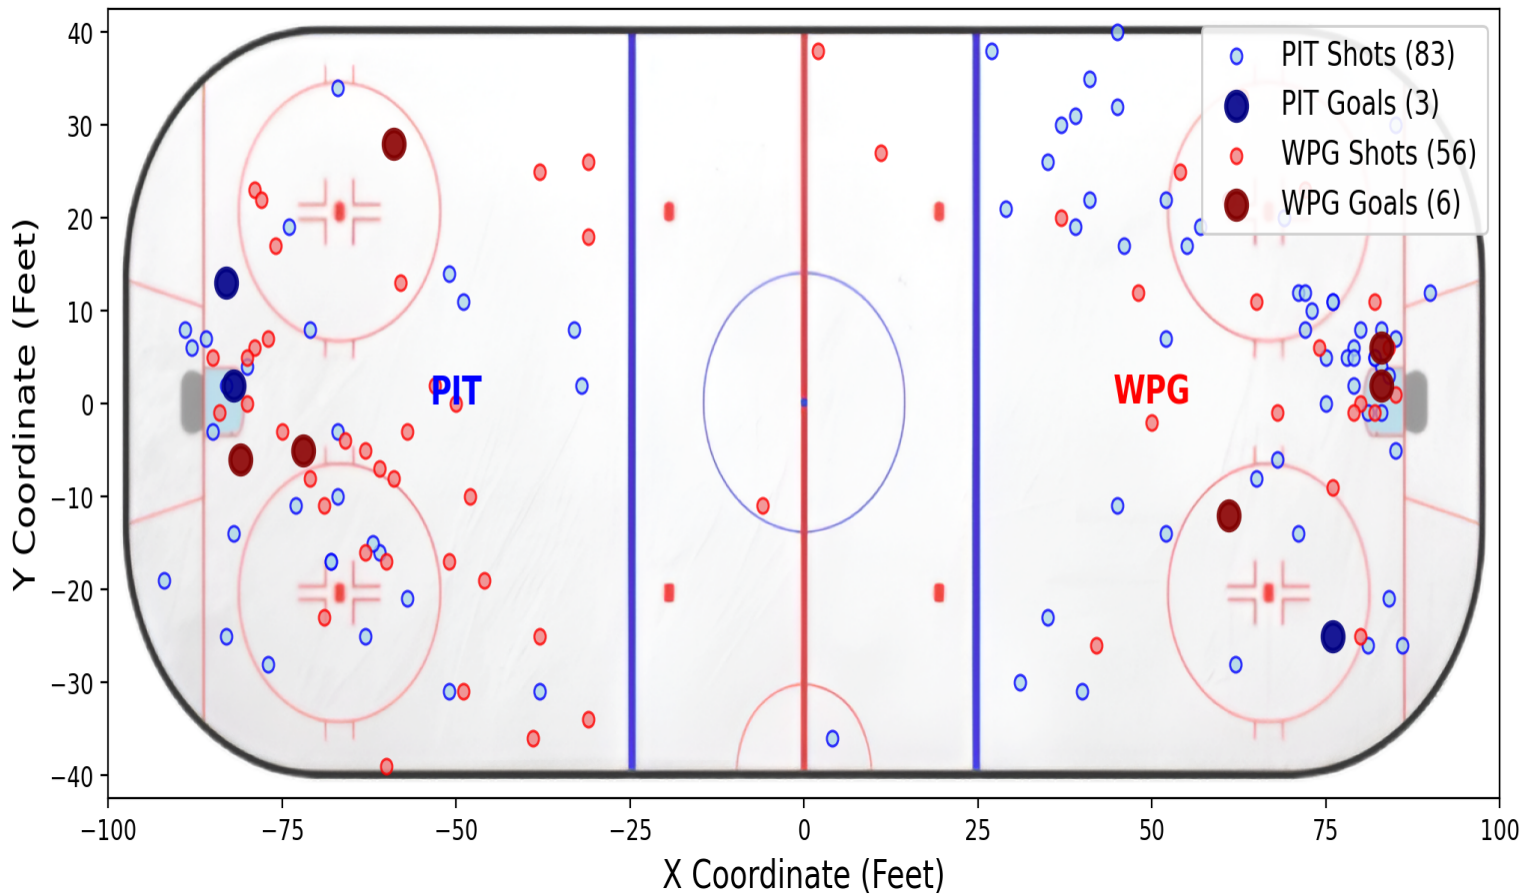 40
30
20
10
0
−10
−20
−30
−40
Y Coordinate (Feet)
PIT Shots (83)
PIT Goals (3)
WPG Shots (56)
WPG Goals (6)
PIT
WPG
−100 −75 −50 −25 0 25 50 75 100
X Coordinate (Feet)